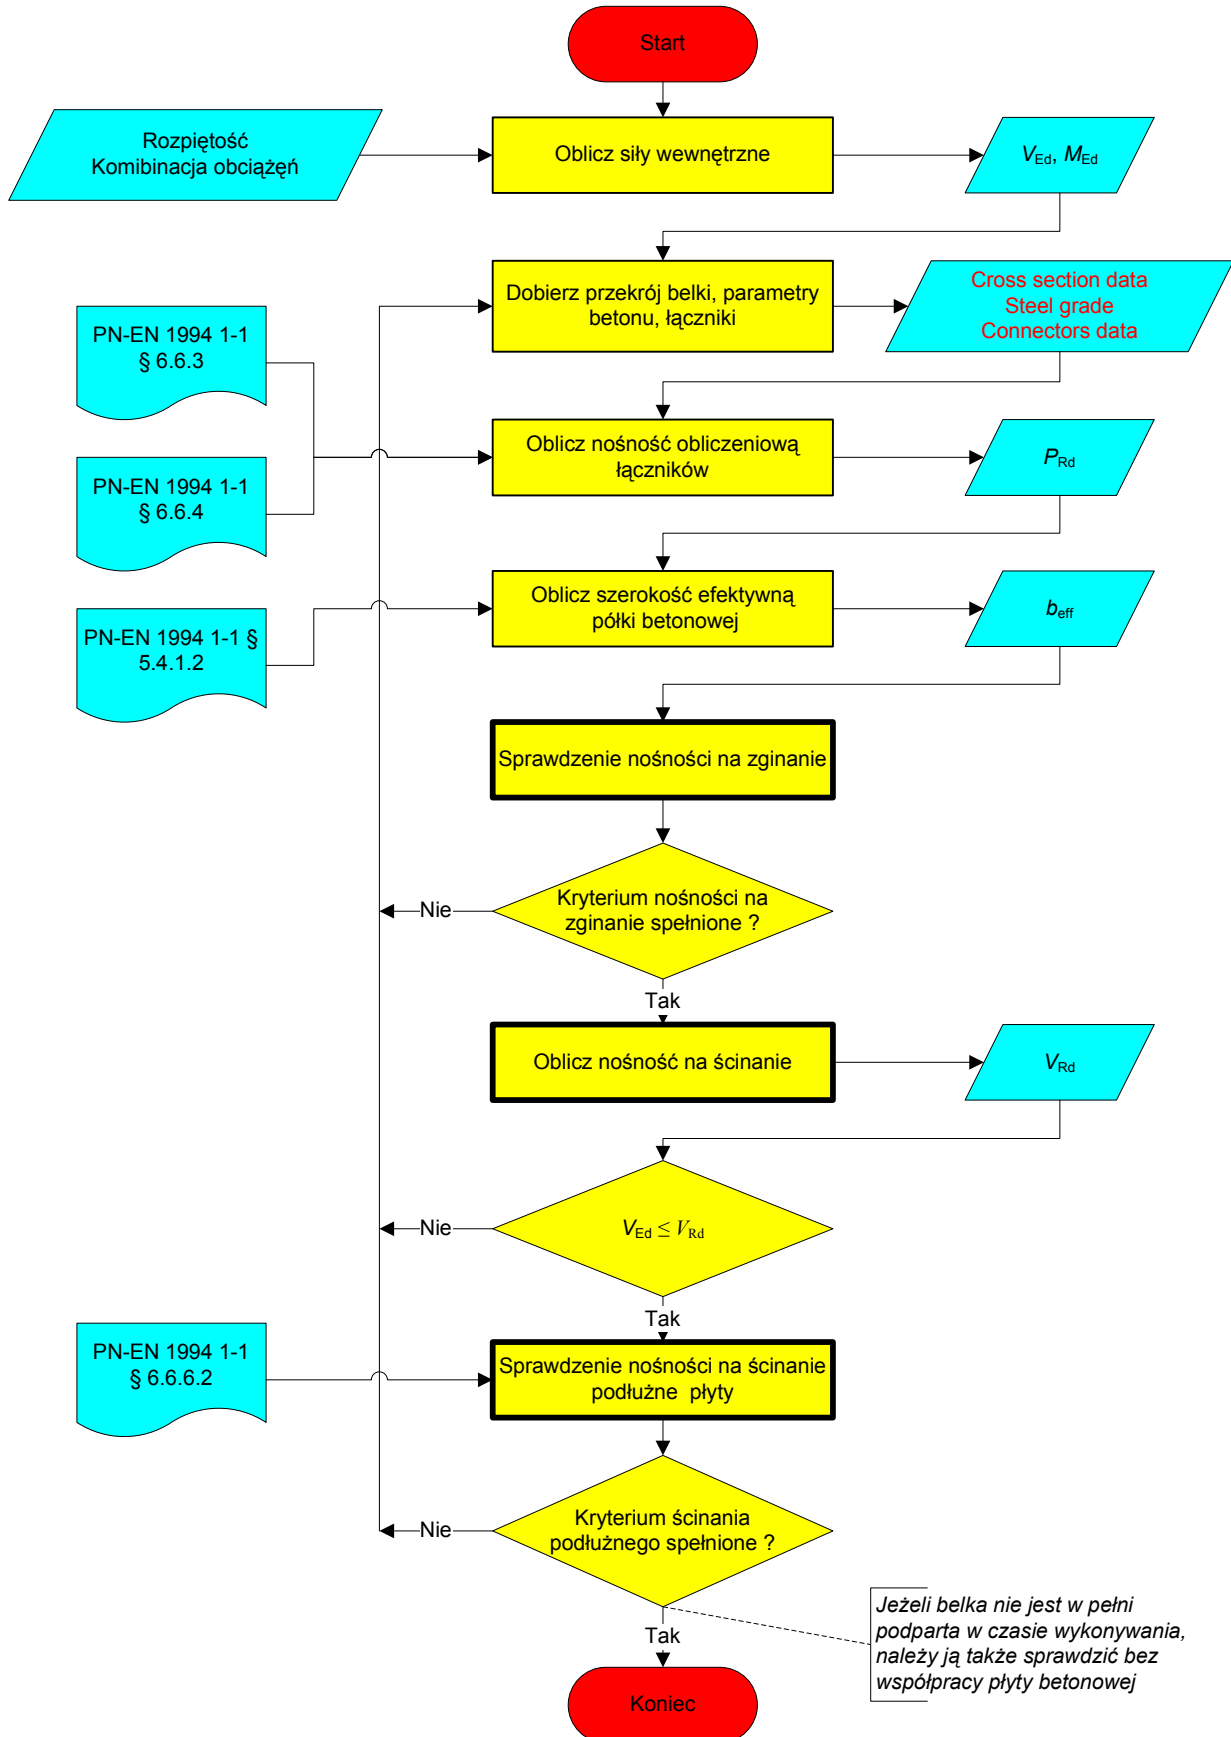 Start
Rozpiętość
Komibinacja obciążeń
Oblicz siły wewnętrzne
VEd, MEd
Dobierz przekrój belki, parametry
betonu, łączniki
Cross section data
Steel grade
Connectors data
PN-EN 1994 1-1
§ 6.6.3
Oblicz nośność obliczeniową
łączników
PRd
PN-EN 1994 1-1
§ 6.6.4
Oblicz szerokość efektywną
półki betonowej
beff
PN-EN 1994 1-1 §
5.4.1.2
Sprawdzenie nośności na zginanie
Kryterium nośności na
zginanie spełnione ?
Nie
Tak
Oblicz nośność na ścinanie
VRd
VEd ≤ VRd
Nie
Tak
PN-EN 1994 1-1
§ 6.6.6.2
Sprawdzenie nośności na ścinanie
podłużne płyty
Kryterium ścinania
podłużnego spełnione ?
Nie
Tak
Jeżeli belka nie jest w pełni
podparta w czasie wykonywania,
należy ją także sprawdzić bez
współpracy płyty betonowej
Koniec